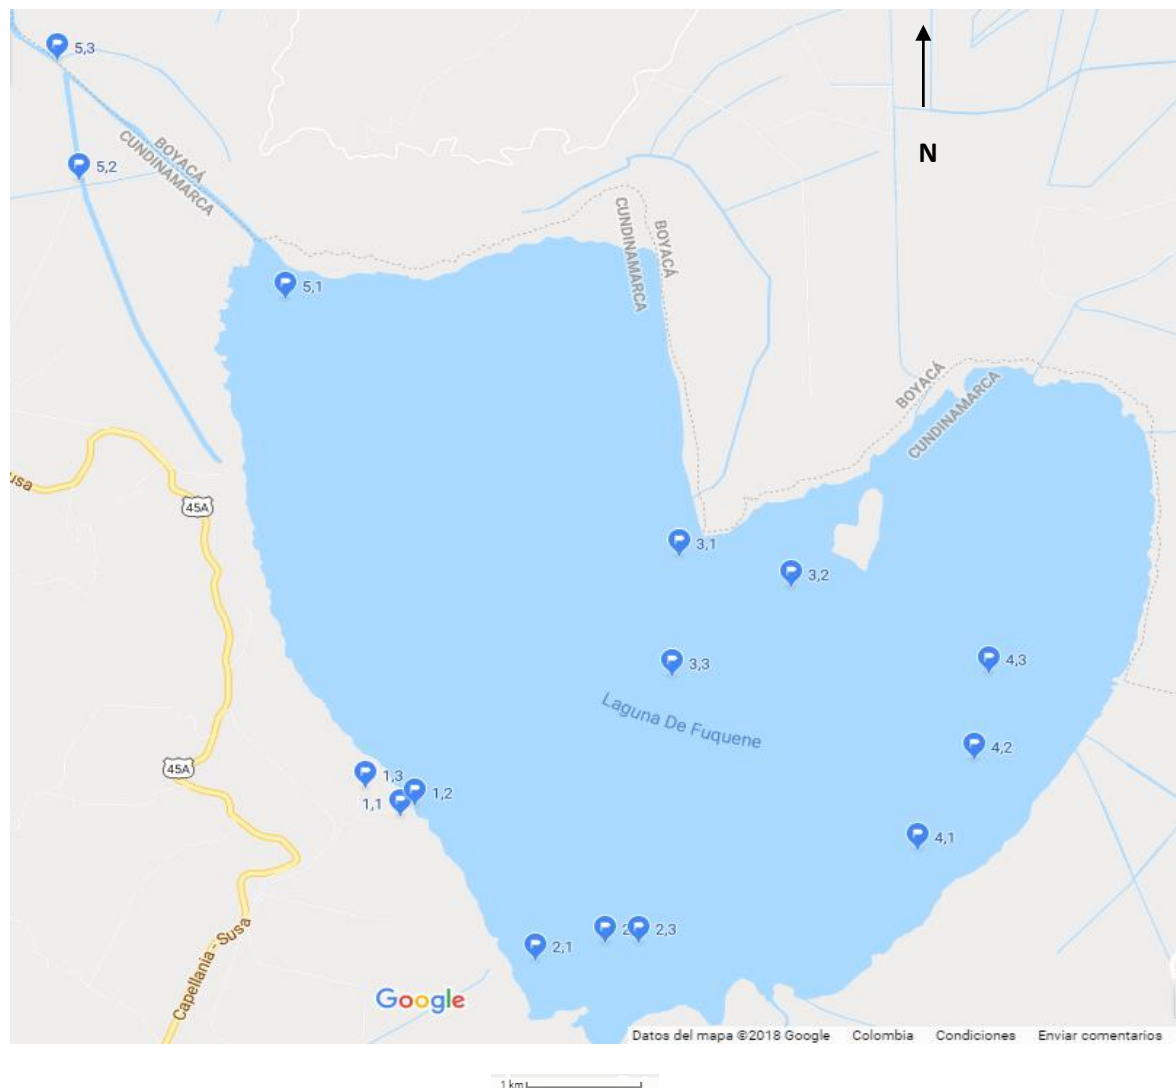 5,3
N
BOYACÁ
CUNDINAMARCA
5,2
BOYACÁ
CUNDINAMARCA
5,1
BOYACÁ
CUNDINAMARCA
usa
45A
3,1
3,2
3,3
4,3
Laguna De Fuquene
4,2
45A
1,3
1,2
1,1
4,1
Capellania - Susa
2,1
2
2,3
Google
Datos del mapa ©2018 Google Colombia Condiciones Enviar comentarios
1 km